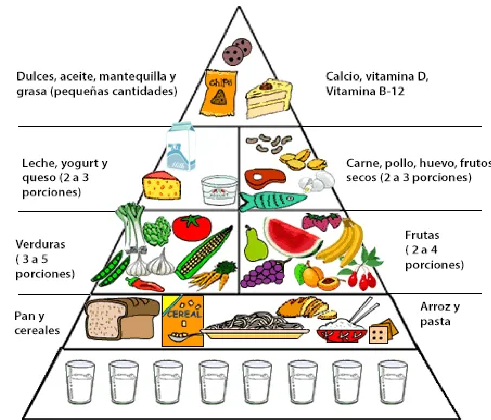 Dulces, aceite, mantequilla y
grasa (pequeñas cantidades)
Calcio, vitamina D,
Vitamina B-12
Chips
Leche, yogurt y
queso (2 a 3
porciones)
Carne, pollo, huevo, frutos
secos (2 a 3 porciones)
Verduras
( 3 a 5
porciones)
Frutas
( 2 a 4
porciones)
Pan y
cereales
CEREAL
Arroz y
pasta